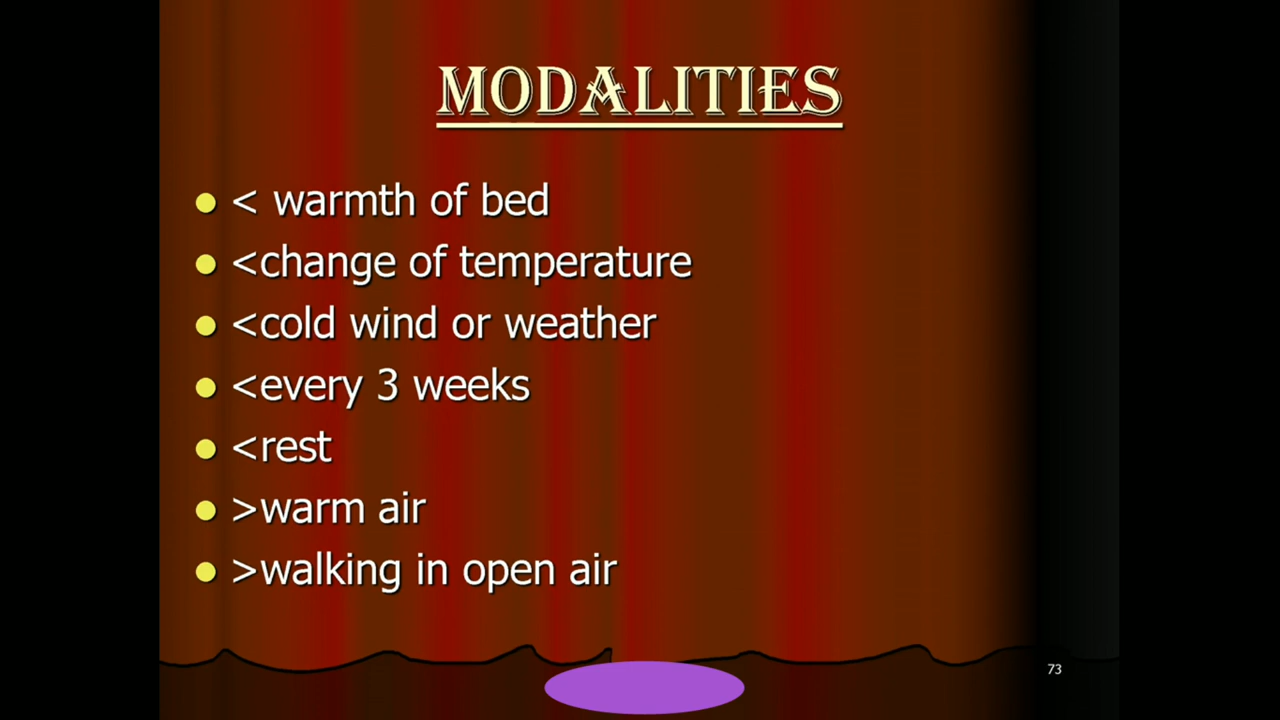 MODALITIES
< warmth of bed
<change of temperature
<cold wind or weather
<every 3 weeks
<rest
>warm air
>walking in open air
73